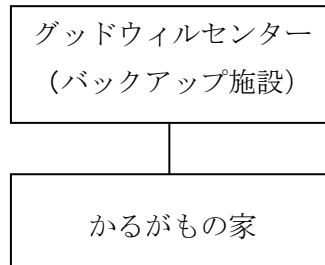 グッドウィルセンター
（バックアップ施設）
かるがもの家